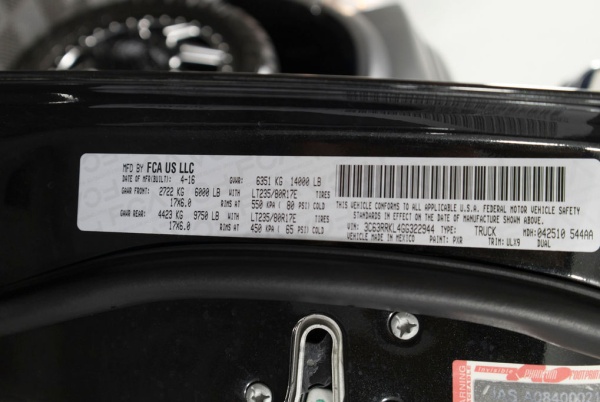 MFD BY FCA US LLC
DATE OF MFR(BUILT): 4-16 GVWR: 6351 KG 14000 LB
GAWR FRONT: 2722 KG 6000 LB WITH LT235/80R17E TIRES
17X6.0 RIMS AT 550 KPA ( 80 PSI) COLD
GAWR REAR: 4423 KG 9750 LB WITH LT235/80R17E TIRES
17X6.0 RIMS AT 450 KPA ( 65 PSI) COLD
THIS VEHICLE CONFORMS TO ALL APPLICABLE U.S.A. FEDERAL MOTOR VEHICLE SAFETY
STANDARDS IN EFFECT ON THE DATE OF MANUFACTURE SHOWN ABOVE.
VIN: 3C63RRKL4GG322944 TYPE: TRUCK MDH: 042510 544AA
VEHICLE MADE IN MEXICO PAINT: PXR TRIM: ULX9 DUAL
Invisible PHANTOM FOOTPRINT